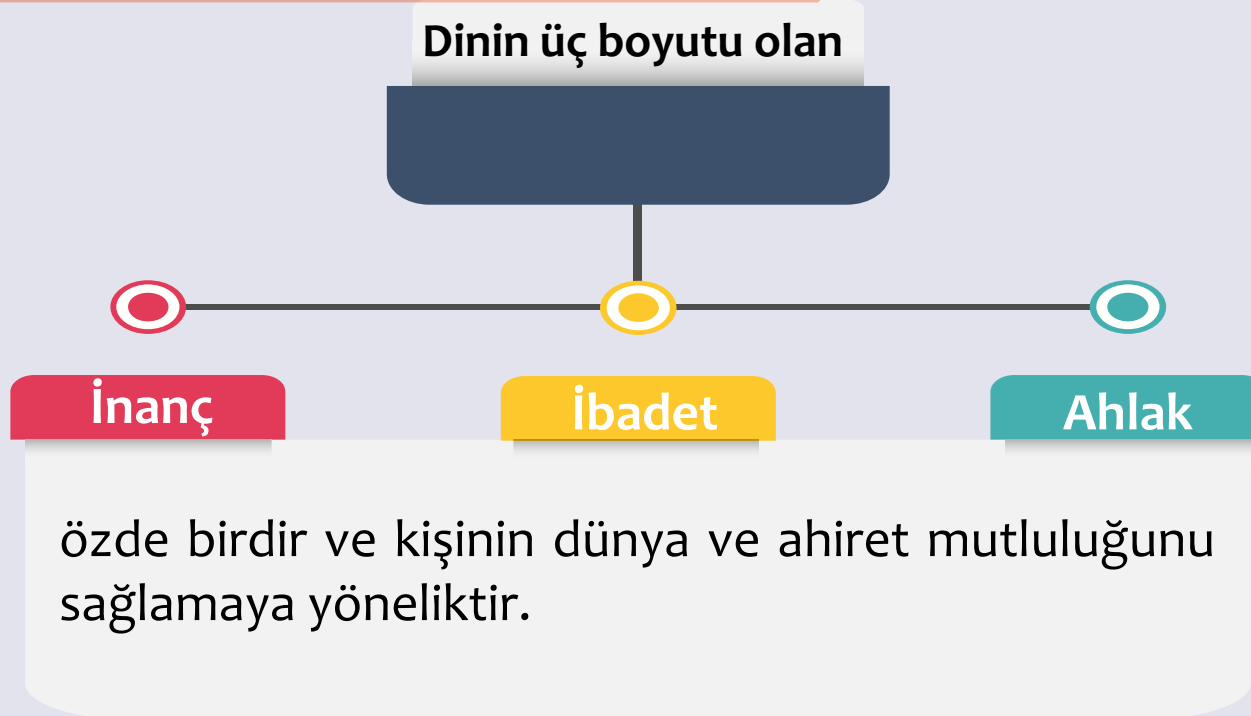 Dinin üç boyutu olan
İnanç
İbadet
Ahlak
özde birdir ve kişinin dünya ve ahiret mutluluğunu
sağlamaya yöneliktir.